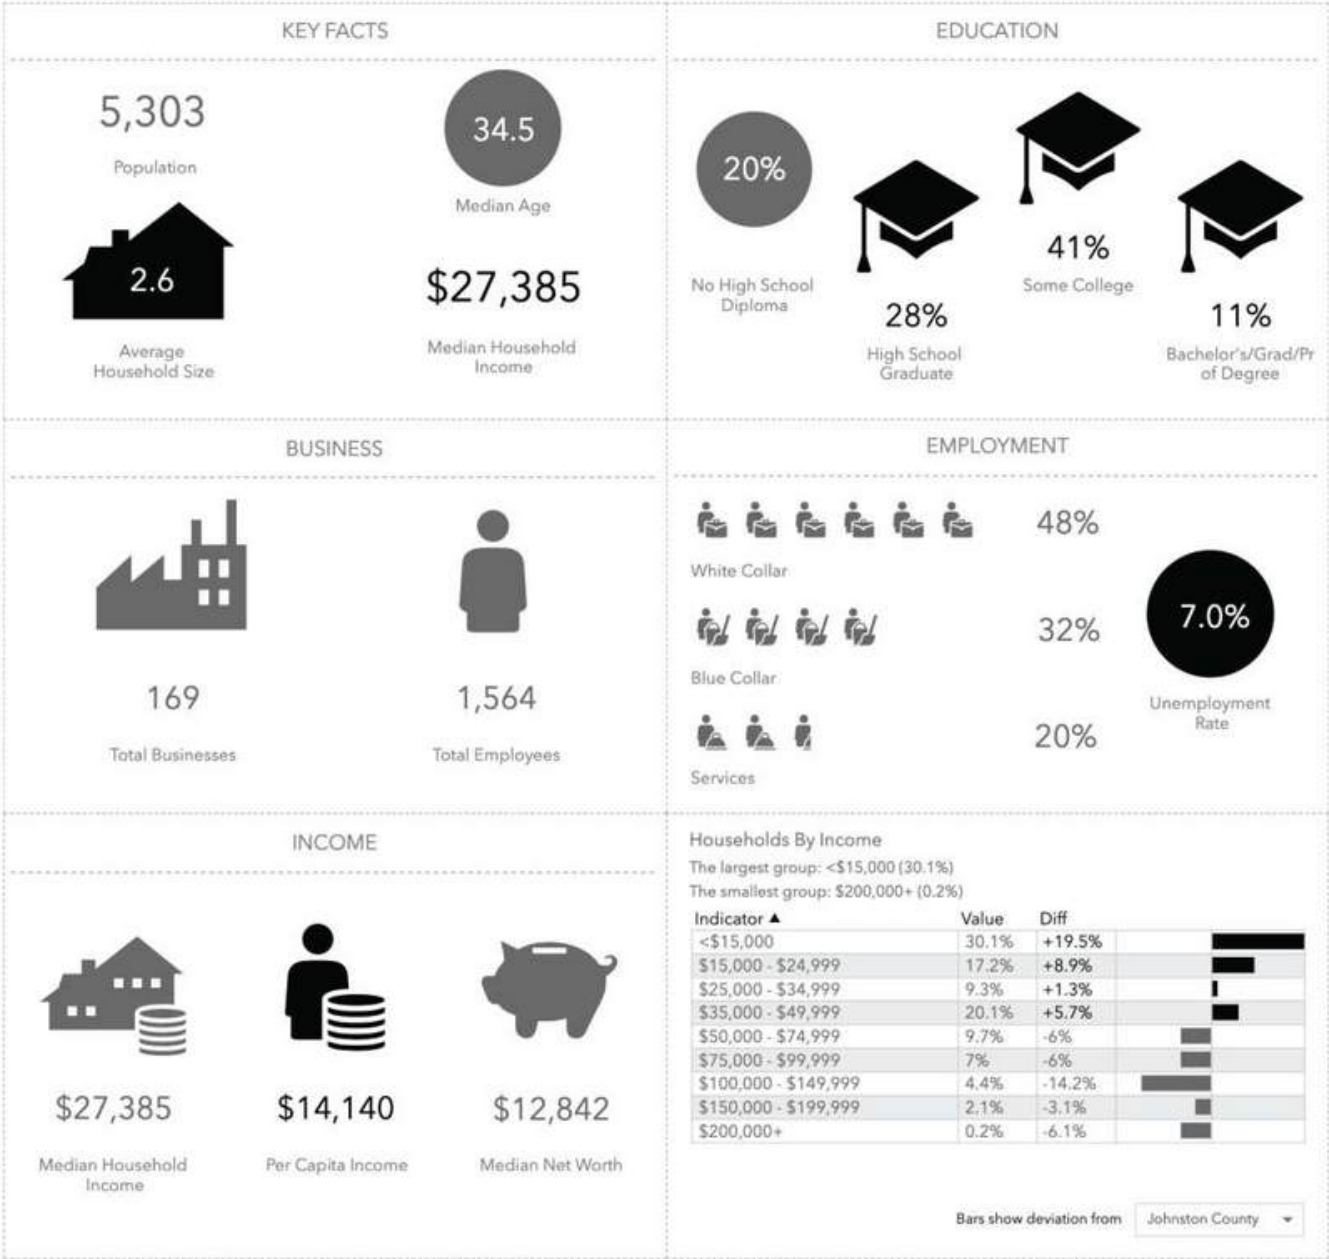 KEY FACTS
5,303
Population
34.5
Median Age
2.6
Average
Household Size
$27,385
Median Household
Income
EDUCATION
20%
No High School
Diploma
28%
High School
Graduate
41%
Some College
11%
Bachelor's/Grad/Pr
of Degree
BUSINESS
169
Total Businesses
1,564
Total Employees
EMPLOYMENT
48%
White Collar
32%
Blue Collar
20%
Services
7.0%
Unemployment
Rate
INCOME
$27,385
Median Household
Income
$14,140
Per Capita Income
$12,842
Median Net Worth
Households By Income
The largest group: <$15,000 (30.1%)
The smallest group: $200,000+ (0.2%)
Indicator ▲ Value Diff
<$15,000 30.1% +19.5%
$15,000 - $24,999 17.2% +8.9%
$25,000 - $34,999 9.3% +1.3%
$35,000 - $49,999 20.1% +5.7%
$50,000 - $74,999 9.7% -6%
$75,000 - $99,999 7% -6%
$100,000 - $149,999 4.4% -14.2%
$150,000 - $199,999 2.1% -3.1%
$200,000+ 0.2% -6.1%
Bars show deviation from Johnston County